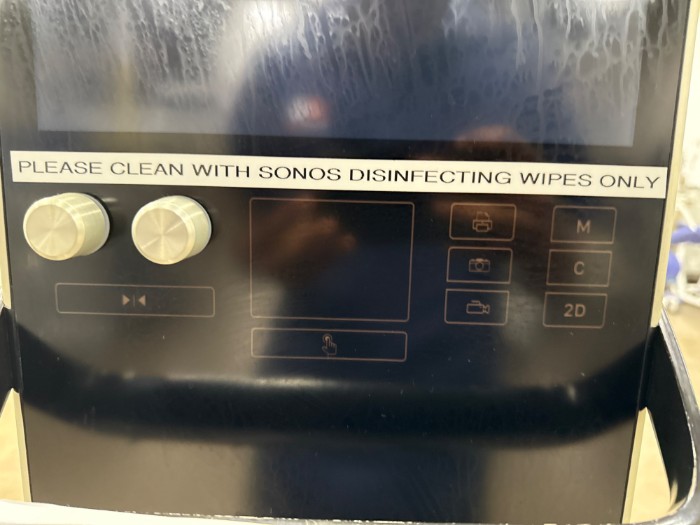 PLEASE CLEAN WITH SONOS DISINFECTING WIPES ONLY
M
C
2D